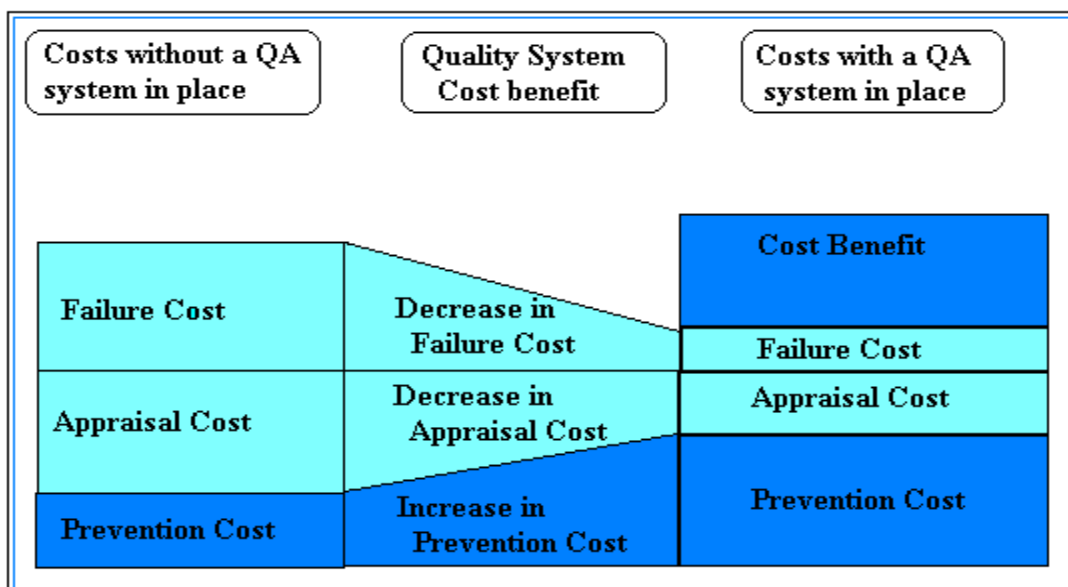 Costs without a QA
system in place
Quality System
Cost benefit
Costs with a QA
system in place
Failure Cost
Decrease in
Failure Cost
Cost Benefit
Failure Cost
Appraisal Cost
Decrease in
Appraisal Cost
Appraisal Cost
Prevention Cost
Increase in
Prevention Cost
Prevention Cost